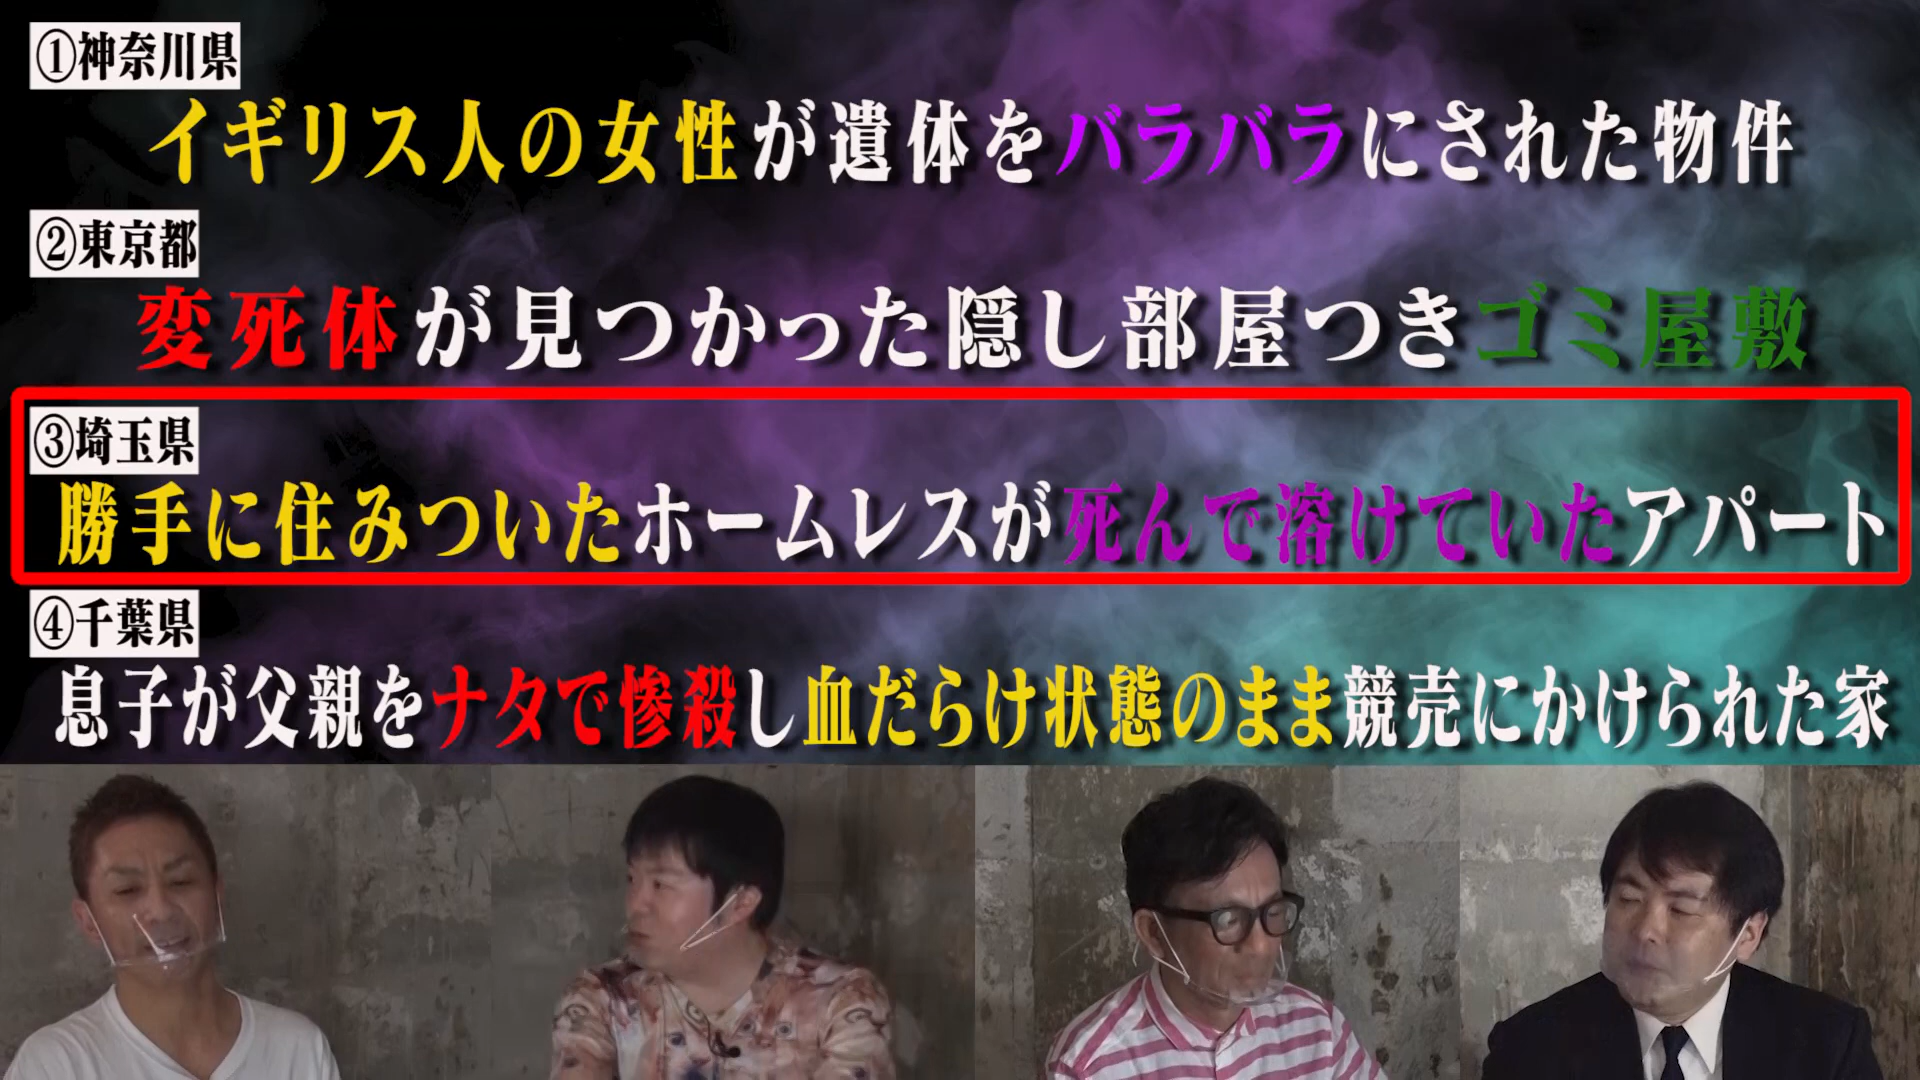 ①神奈川県
イギリス人の女性が遺体をバラバラにされた物件
②東京都
変死体が見つかった隠し部屋つきゴミ屋敷
③埼玉県
勝手に住みついたホームレスが死んで溶けていたアパート
④千葉県
息子が父親をナタで惨殺し血だらけ状態のまま競売にかけられた家